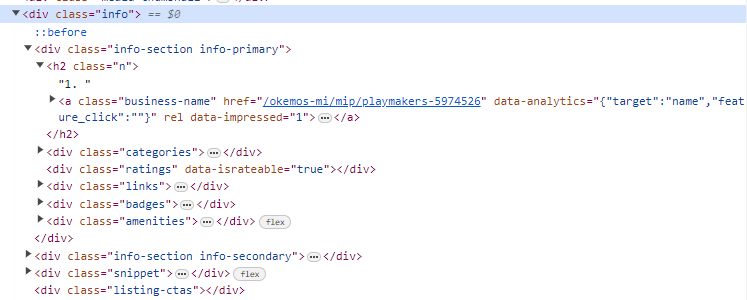 <div class="info"> == $0
::before
<div class="info-section info-primary">
<h2 class="n">
"1. "
<a class="business-name" href="/okemos-mi/mip/playmakers-5974526" data-analytics="{"target":"name","feat
ure_click":""}" rel data-impressed="1">…</a>
</h2>
<div class="categories">…</div>
<div class="ratings" data-israteable="true"></div>
<div class="links">…</div>
<div class="badges">…</div>
<div class="amenities">…</div> flex
</div>
<div class="info-section info-secondary">…</div>
<div class="snippet">…</div> flex
<div class="listing-ctas"></div>